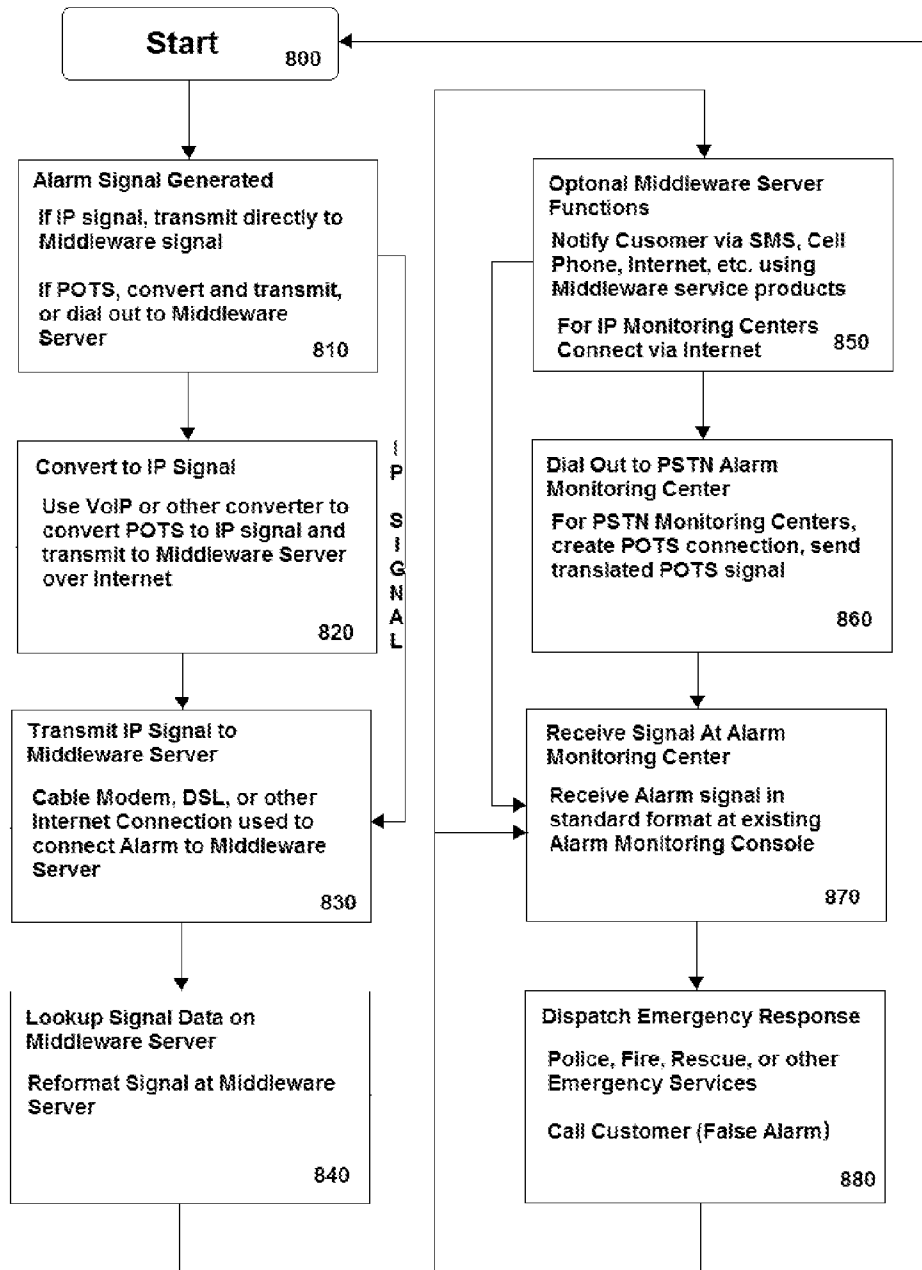 Start
800
Alarm Signal Generated
If IP signal, transmit directly to
Middleware signal
If POTS, convert and transmit,
or dial out to Middleware
Server
810
Convert to IP Signal
Use VoIP or other converter to
convert POTS to IP signal and
transmit to Middleware Server
over Internet
820
IP SIGNAL
Transmit IP Signal to
Middleware Server
Cable Modem, DSL, or other
Internet Connection used to
connect Alarm to Middleware
Server
830
Lookup Signal Data on
Middleware Server
Reformat Signal at Middleware
Server
840
Optonal Middleware Server
Functions
Notify Cusomer via SMS, Cell
Phone, Internet, etc. using
Middleware service products
For IP Monitoring Centers
Connect via Internet
850
Dial Out to PSTN Alarm
Monitoring Center
For PSTN Monitoring Centers,
create POTS connection, send
translated POTS signal
860
Receive Signal At Alarm
Monitoring Center
Receive Alarm signal in
standard format at existing
Alarm Monitoring Console
870
Dispatch Emergency Response
Police, Fire, Rescue, or other
Emergency Services
Call Customer (False Alarm)
880